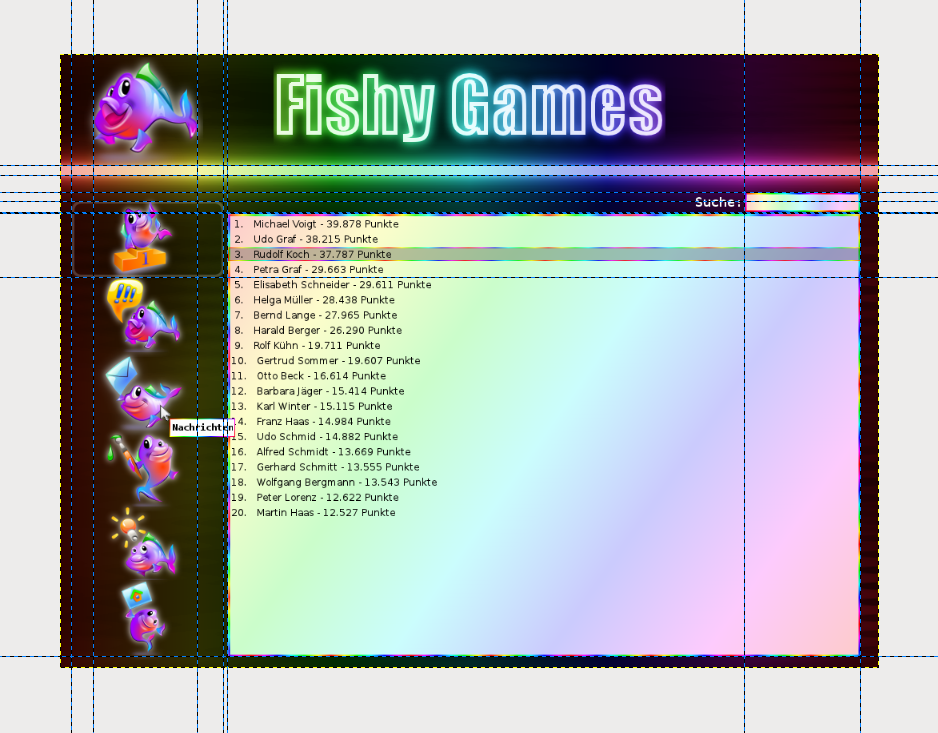 Fishy Games
Suche:
1
!!!
1. Michael Voigt - 39.878 Punkte
2. Udo Graf - 38.215 Punkte
3. Rudolf Koch - 37.787 Punkte
4. Petra Graf - 29.663 Punkte
5. Elisabeth Schneider - 29.611 Punkte
6. Helga Müller - 28.438 Punkte
7. Bernd Lange - 27.965 Punkte
8. Harald Berger - 26.290 Punkte
9. Rolf Kühn - 19.711 Punkte
10. Gertrud Sommer - 19.607 Punkte
11. Otto Beck - 16.614 Punkte
12. Barbara Jäger - 15.414 Punkte
13. Karl Winter - 15.115 Punkte
14. Franz Haas - 14.984 Punkte
Nachrichten
15. Udo Schmid - 14.882 Punkte
16. Alfred Schmidt - 13.669 Punkte
17. Gerhard Schmitt - 13.555 Punkte
18. Wolfgang Bergmann - 13.543 Punkte
19. Peter Lorenz - 12.622 Punkte
20. Martin Haas - 12.527 Punkte